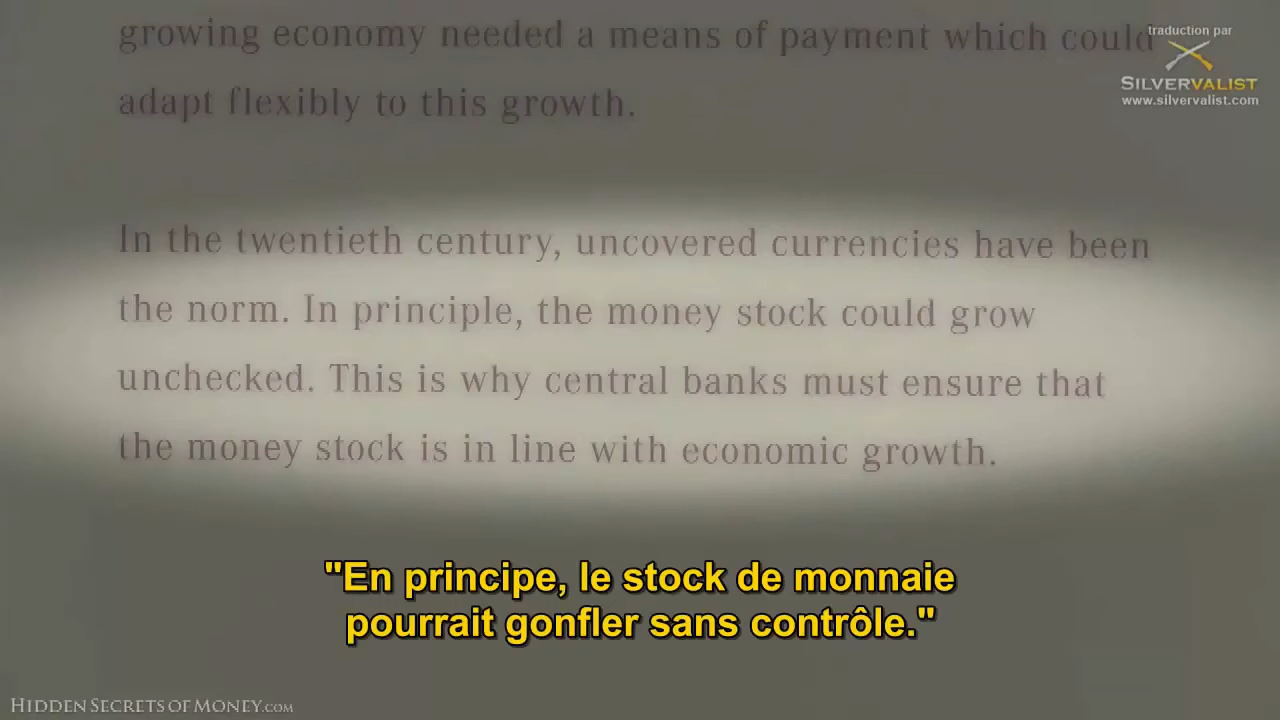 growing economy needed a means of payment which could
traduction par
adapt flexibly to this growth.
SILVERVALIST
www.silvervalist.com
In the twentieth century, uncovered currencies have been
the norm. In principle, the money stock could grow
unchecked. This is why central banks must ensure that
the money stock is in line with economic growth.
"En principe, le stock de monnaie
pourrait gonfler sans contrôle."
HIDDEN SECRETS OF MONEY.COM